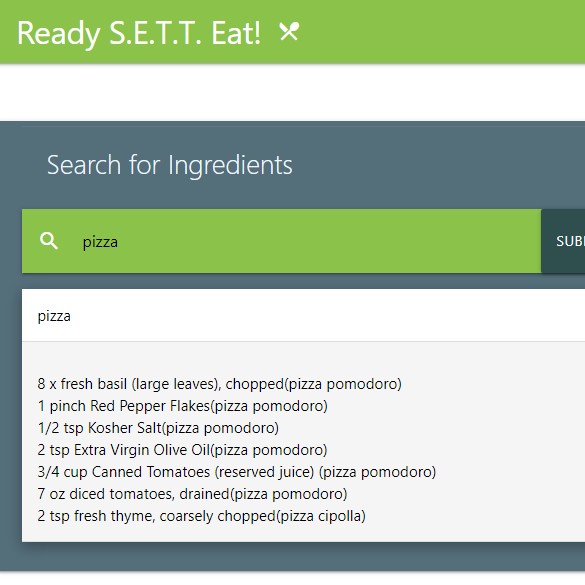 Ready S.E.T.T. Eat!
Search for Ingredients
pizza
SUB
pizza
8 x fresh basil (large leaves), chopped(pizza pomodoro)
1 pinch Red Pepper Flakes(pizza pomodoro)
1/2 tsp Kosher Salt(pizza pomodoro)
2 tsp Extra Virgin Olive Oil(pizza pomodoro)
3/4 cup Canned Tomatoes (reserved juice) (pizza pomodoro)
7 oz diced tomatoes, drained(pizza pomodoro)
2 tsp fresh thyme, coarsely chopped(pizza cipolla)